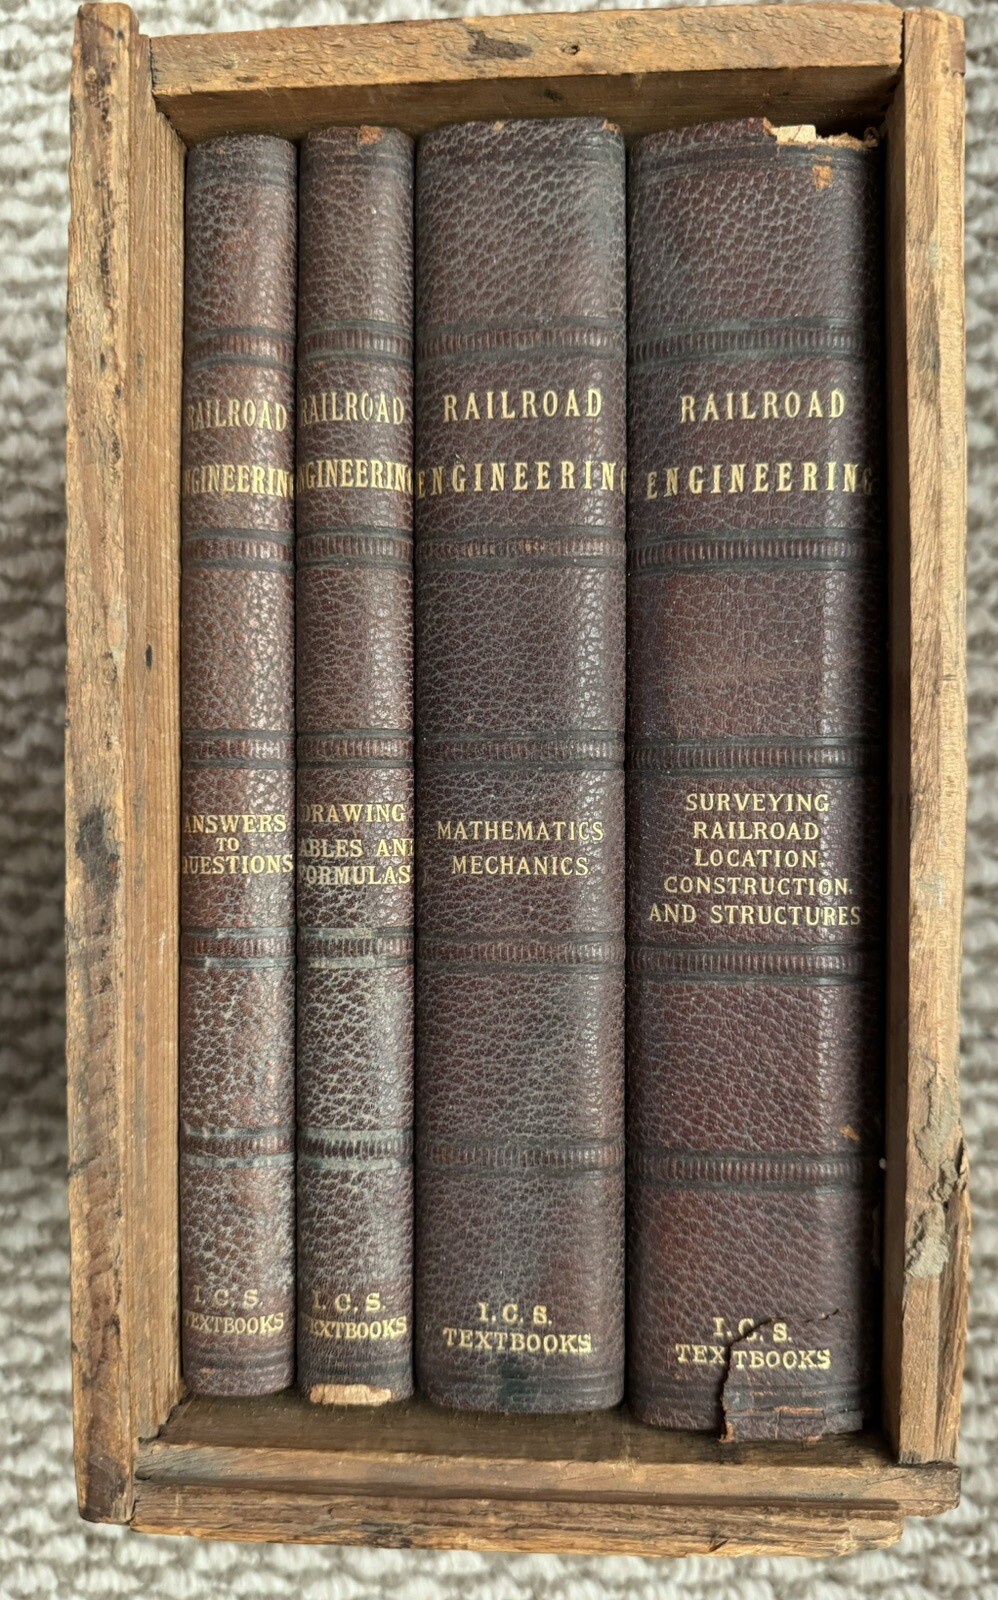 RAILROAD
ENGINEERING
ANSWERS
TO
QUESTIONS
I. C. S.
TEXTBOOKS
RAILROAD
ENGINEERING
DRAWING
TABLES AND
FORMULAS
I. C. S.
TEXTBOOKS
RAILROAD
ENGINEERING
MATHEMATICS
MECHANICS
I. C. S.
TEXTBOOKS
RAILROAD
ENGINEERING
SURVEYING
RAILROAD
LOCATION
CONSTRUCTION
AND STRUCTURES
I. C. S.
TEXTBOOKS